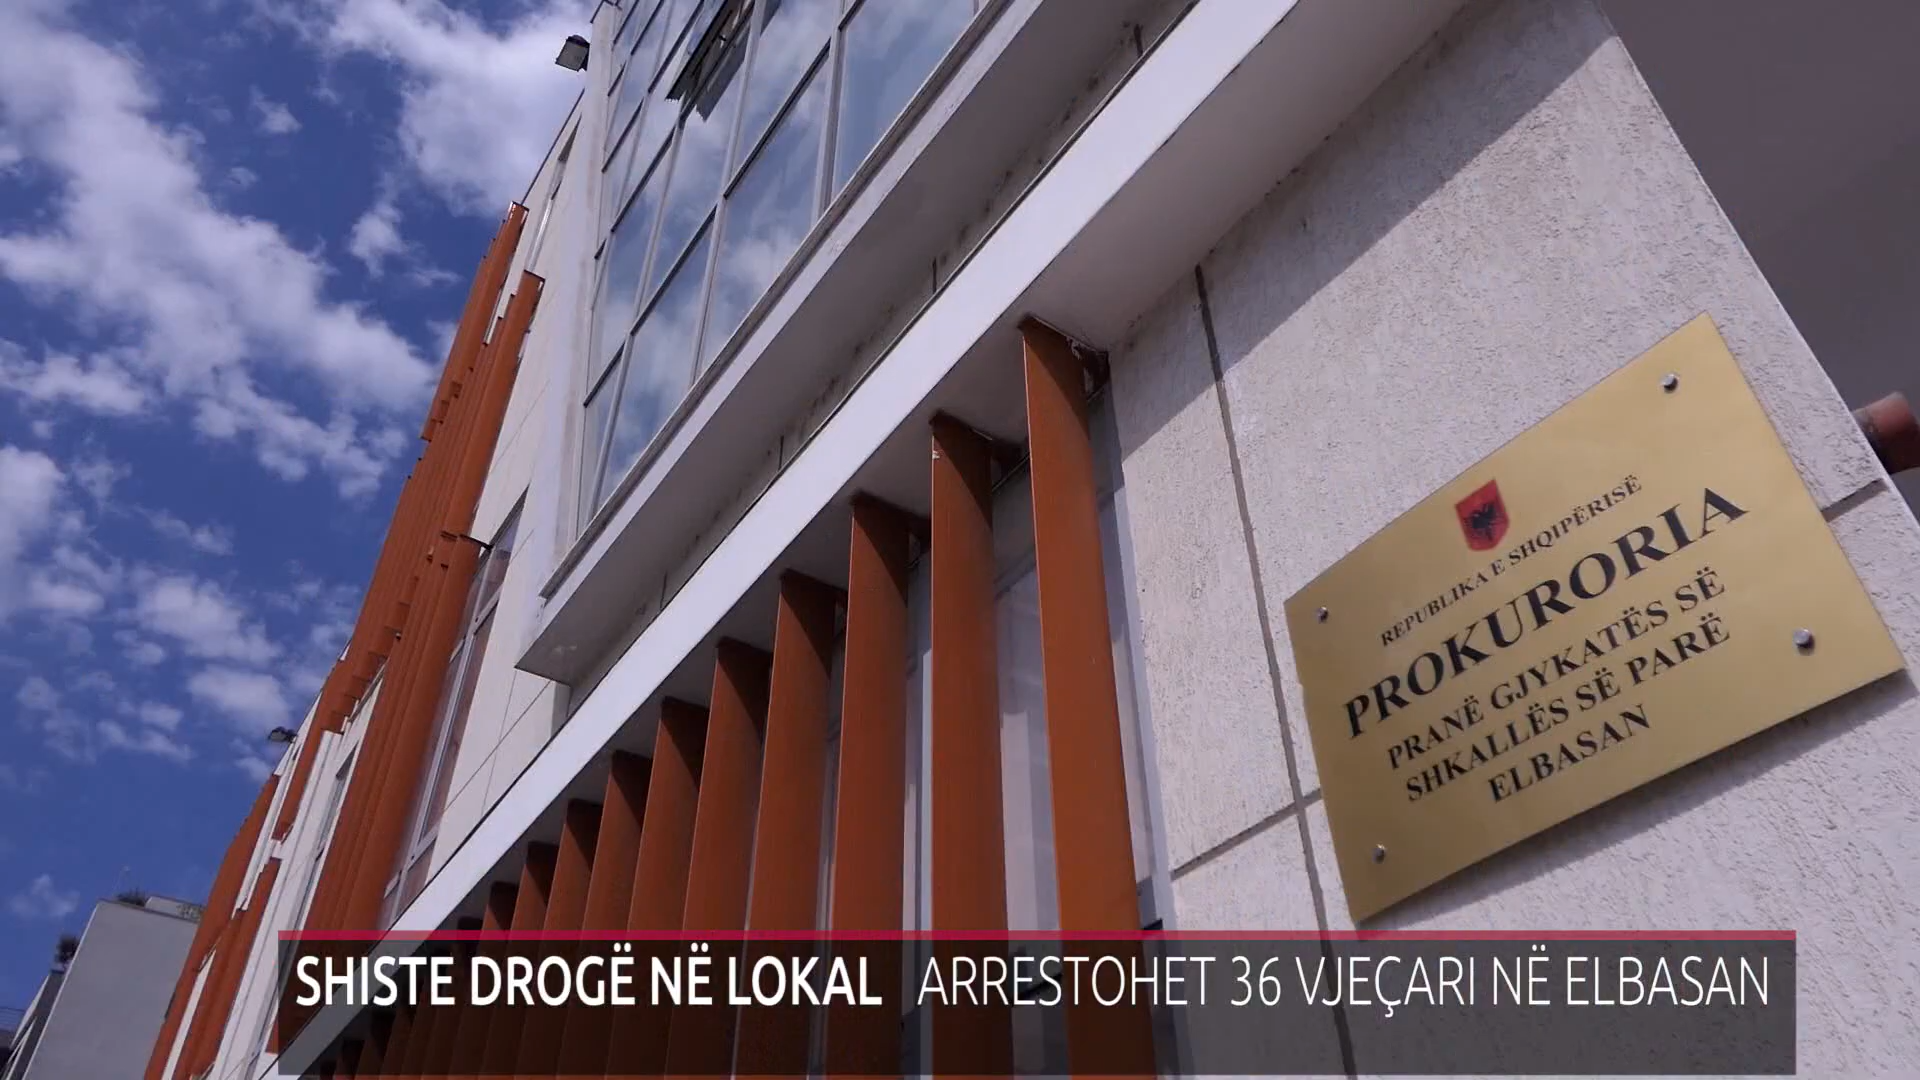 REPUBLIKA E SHQIPËRISË
PROKURORIA
PRANË GJYKATËS SË
SHKALLËS SË PARË
ELBASAN
SHISTE DROGË NË LOKAL ARRESTOHET 36 VJEÇARI NË ELBASAN